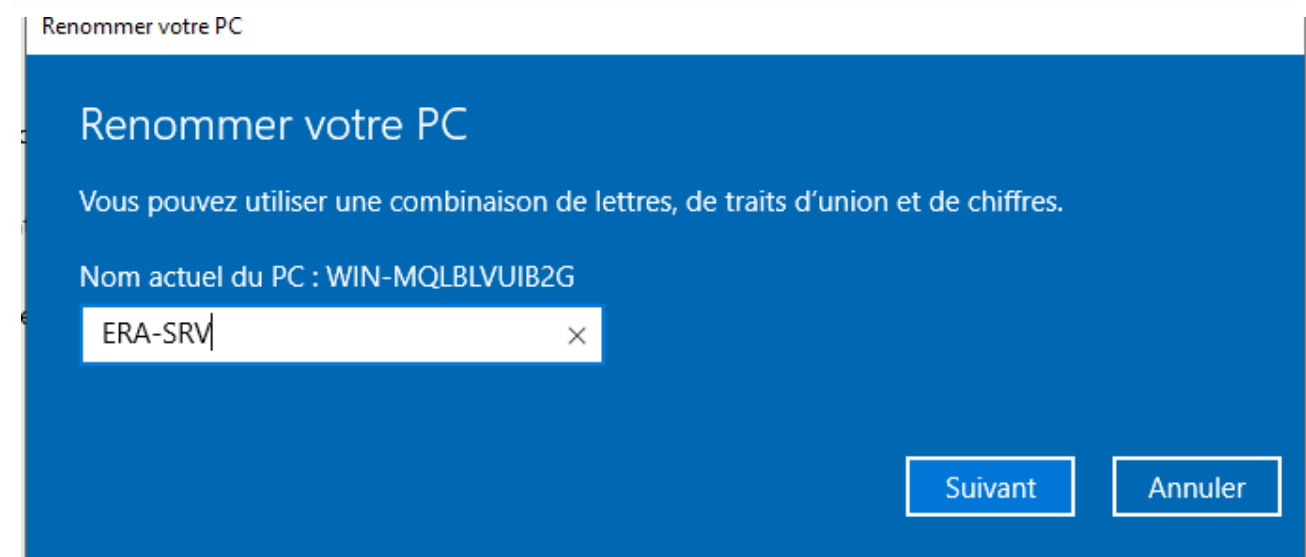 Renommer votre PC
Renommer votre PC
Vous pouvez utiliser une combinaison de lettres, de traits d’union et de chiffres.
Nom actuel du PC : WIN-MQLBLVUIB2G
ERA-SRV
Suivant
Annuler